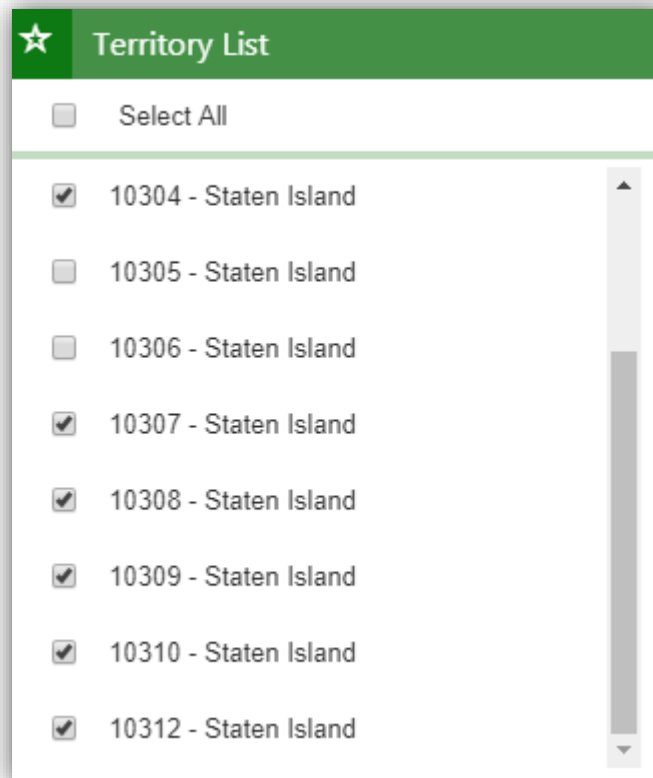 Territory List
Select All
10304 - Staten Island
10305 - Staten Island
10306 - Staten Island
10307 - Staten Island
10308 - Staten Island
10309 - Staten Island
10310 - Staten Island
10312 - Staten Island